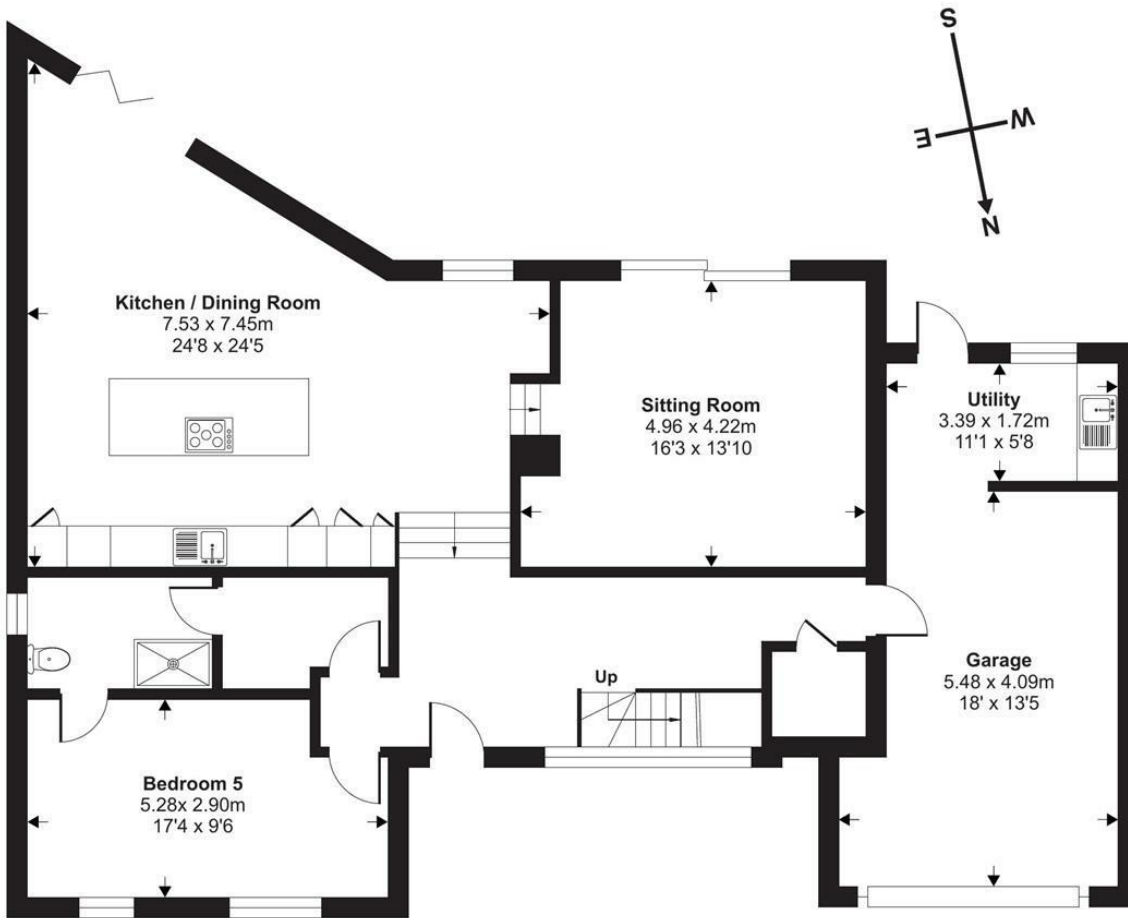 S
W
E
N
Kitchen / Dining Room
7.53 x 7.45m
24'8 x 24'5
Sitting Room
4.96 x 4.22m
16'3 x 13'10
Utility
3.39 x 1.72m
11'1 x 5'8
Up
Garage
5.48 x 4.09m
18' x 13'5
Bedroom 5
5.28x 2.90m
17'4 x 9'6